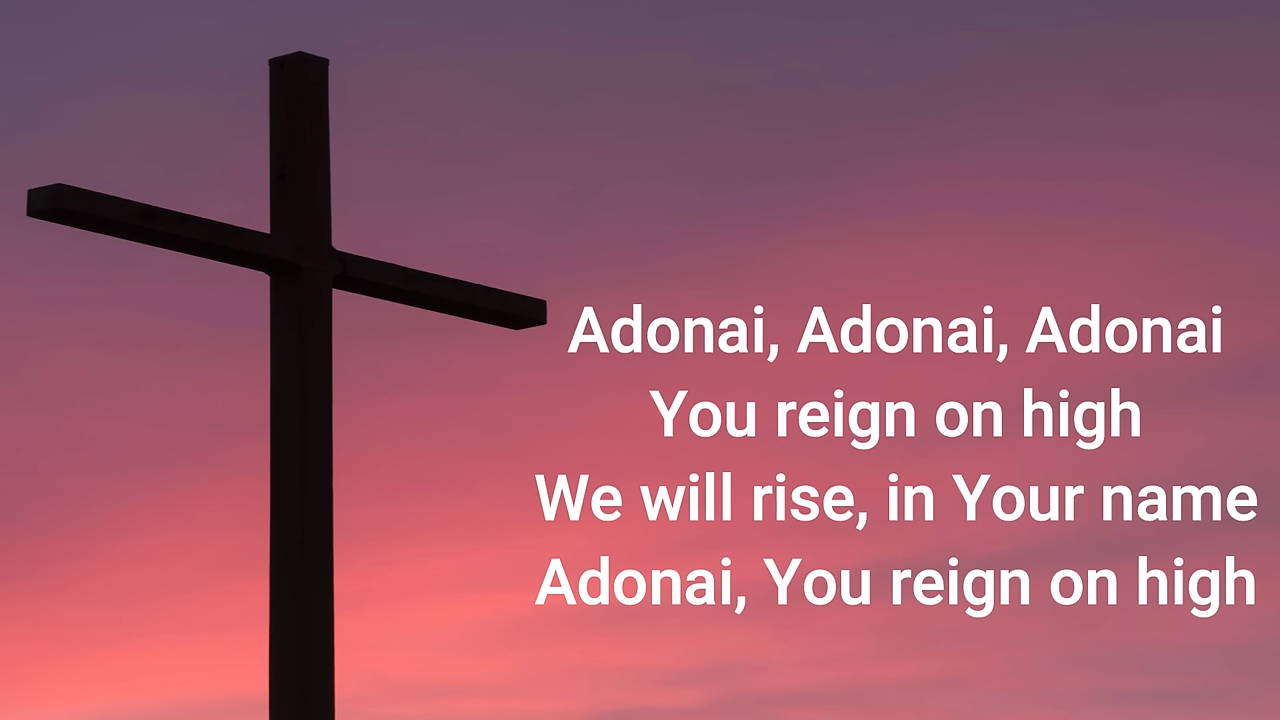 Adonai, Adonai, Adonai
You reign on high
We will rise, in Your name
Adonai, You reign on high